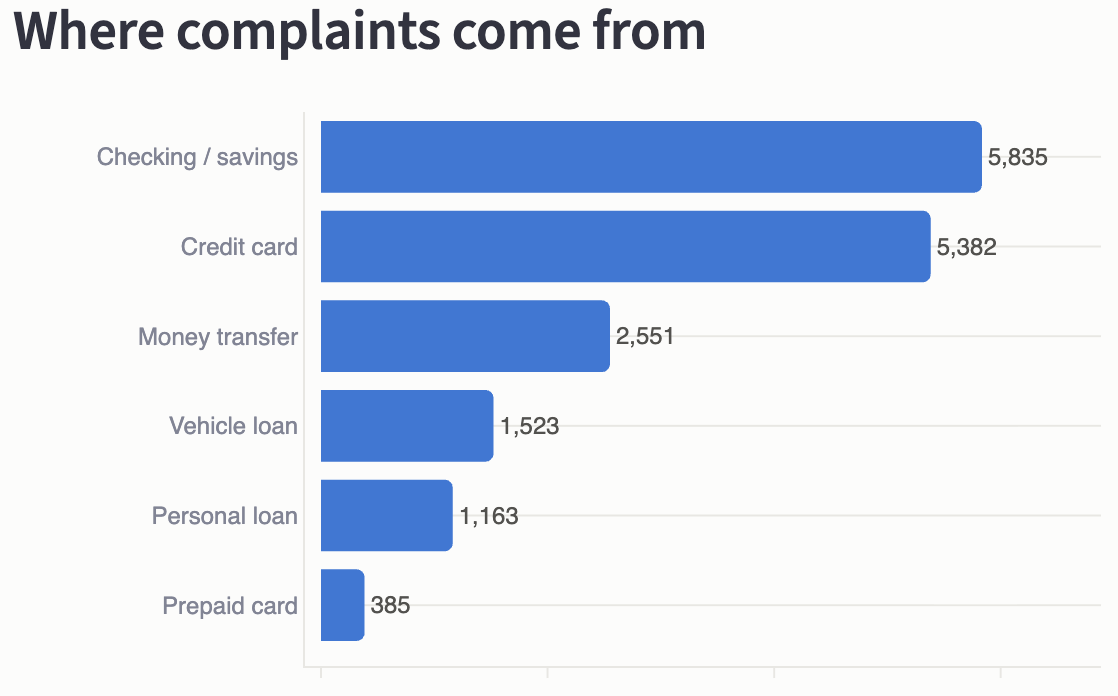 Where complaints come from
Checking / savings 5,835
Credit card 5,382
Money transfer 2,551
Vehicle loan 1,523
Personal loan 1,163
Prepaid card 385